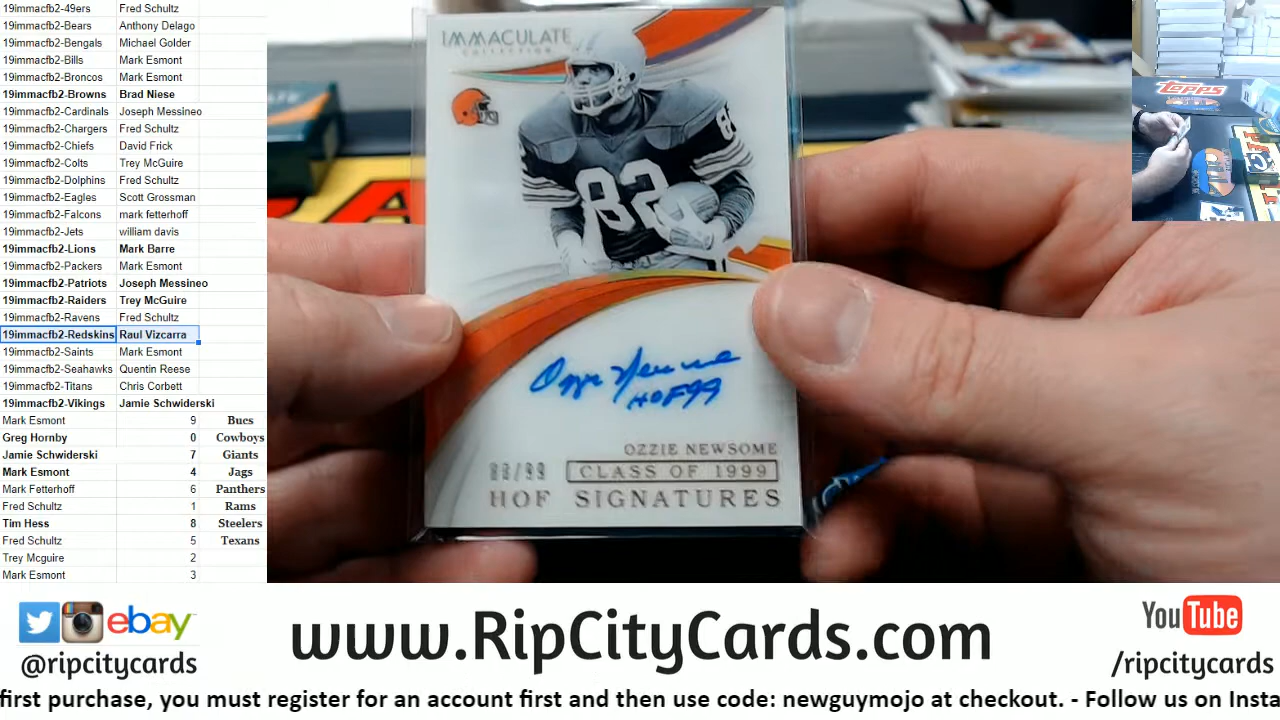 19immacfb2-49ers Fred Schultz
19immacfb2-Bears Anthony Delago
19immacfb2-Bengals Michael Golder
19immacfb2-Bills Mark Esmont
19immacfb2-Broncos Mark Esmont
19immacfb2-Browns Brad Niese
19immacfb2-Cardinals Joseph Messineo
19immacfb2-Chargers Fred Schultz
19immacfb2-Chiefs David Frick
19immacfb2-Colts Trey McGuire
19immacfb2-Dolphins Fred Schultz
19immacfb2-Eagles Scott Grossman
19immacfb2-Falcons mark fetterhoff
19immacfb2-Jets william davis
19immacfb2-Lions Mark Barre
19immacfb2-Packers Mark Esmont
19immacfb2-Patriots Joseph Messineo
19immacfb2-Raiders Trey McGuire
19immacfb2-Ravens Fred Schultz
19immacfb2-Redskins Raul Vizcarra
19immacfb2-Saints Mark Esmont
19immacfb2-Seahawks Quentin Reese
19immacfb2-Titans Chris Corbett
19immacfb2-Vikings Jamie Schwiderski
Mark Esmont 9 Bucs
Greg Hornby 0 Cowboys
Jamie Schwiderski 7 Giants
Mark Esmont 4 Jags
Mark Fetterhoff 6 Panthers
Fred Schultz 1 Rams
Tim Hess 8 Steelers
Fred Schultz 5 Texans
Trey Mcguire 2
Mark Esmont 3
IMMACULATE
COLLECTION
82
82
Ozzie Newsome
HOF 99
OZZIE NEWSOME
/99 CLASS OF 1999
HOF SIGNATURES
Topps
ebay
@ripcitycards
www.RipCityCards.com
YouTube
/ripcitycards
first purchase, you must register for an account first and then use code: newguymojo at checkout. - Follow us on Insta